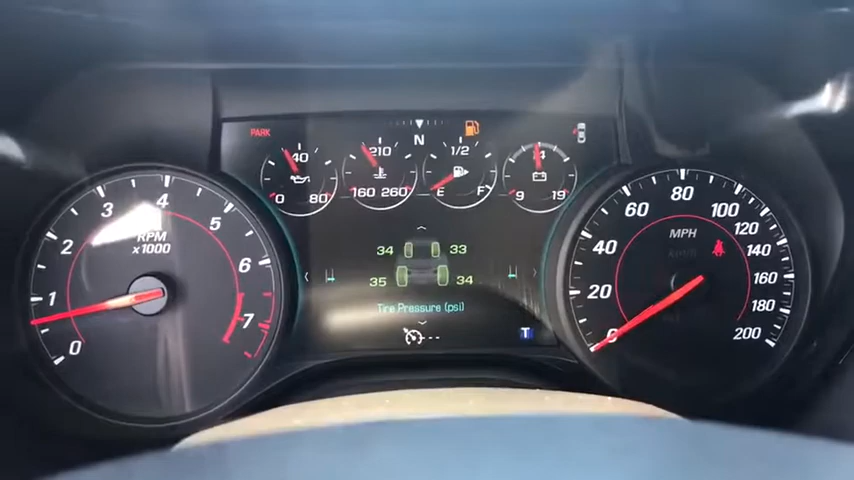 PARK
N
40
0 80
210
160 260
1/2
E F
14
9 19
0 1 2 3 4 5 6 7 8
RPM
x1000
34 33
35 34
Tire Pressure (psi)
--
T
0 20 40 60 80 100 120 140 160 180 200
MPH